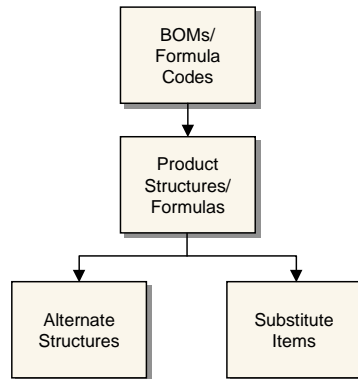 BOMs/
Formula
Codes
Product
Structures/
Formulas
Alternate
Structures
Substitute
Items